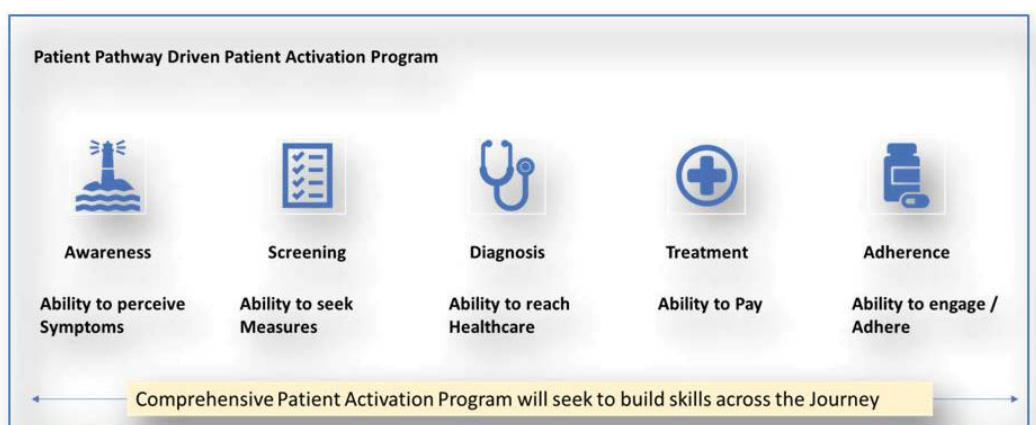 Patient Pathway Driven Patient Activation Program
Awareness
Screening
Diagnosis
Treatment
Adherence
Ability to perceive
Symptoms
Ability to seek
Measures
Ability to reach
Healthcare
Ability to Pay
Ability to engage /
Adhere
Comprehensive Patient Activation Program will seek to build skills across the Journey